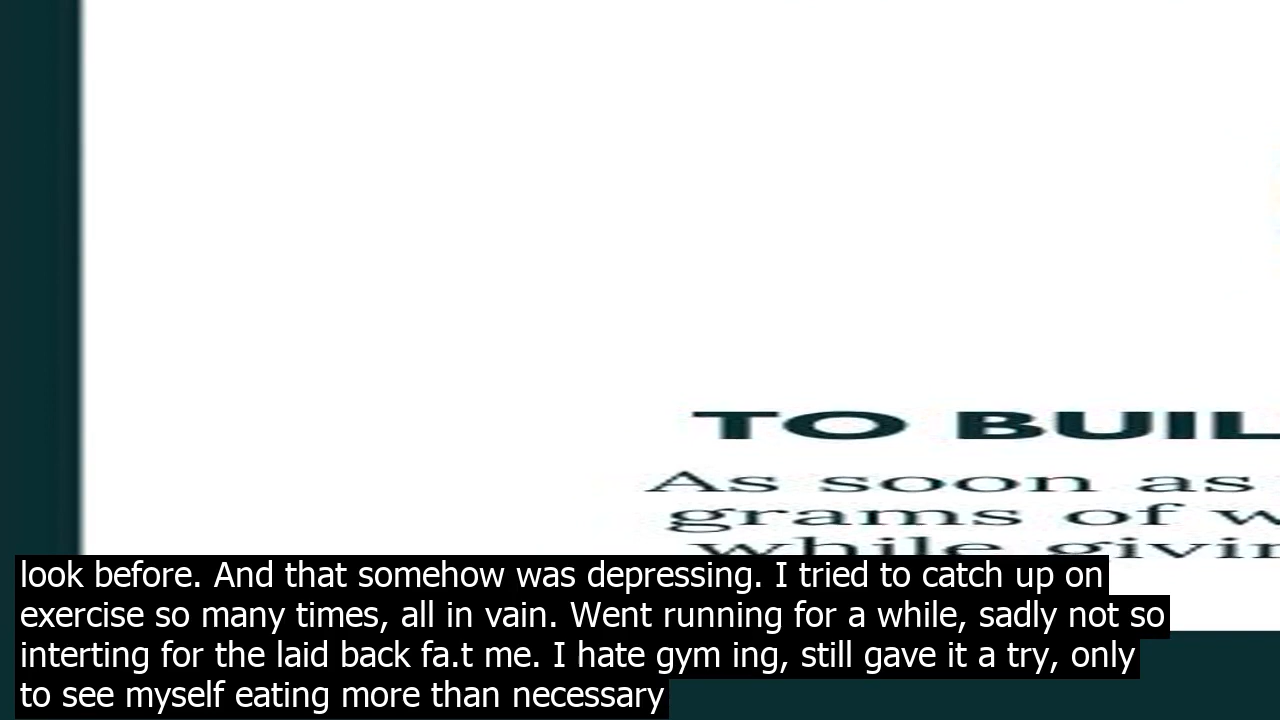 TO BUIL
As soon as
grams of w
while givin
look before. And that somehow was depressing. I tried to catch up on
exercise so many times, all in vain. Went running for a while, sadly not so
interting for the laid back fa.t me. I hate gym ing, still gave it a try, only
to see myself eating more than necessary